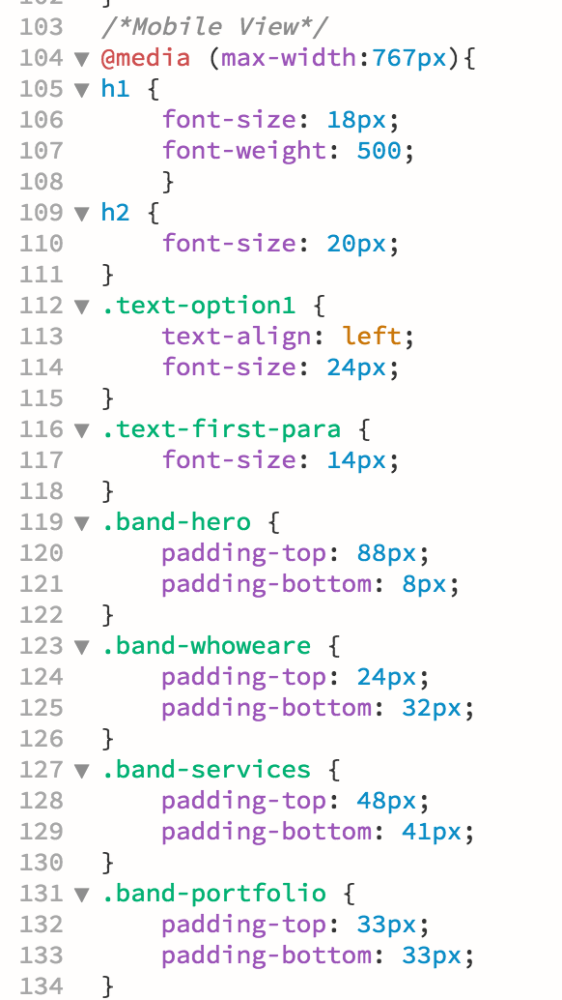 103 /*Mobile View*/
104 ▼ @media (max-width:767px){
105 ▼ h1 {
106 font-size: 18px;
107 font-weight: 500;
108 }
109 ▼ h2 {
110 font-size: 20px;
111 }
112 ▼ .text-option1 {
113 text-align: left;
114 font-size: 24px;
115 }
116 ▼ .text-first-para {
117 font-size: 14px;
118 }
119 ▼ .band-hero {
120 padding-top: 88px;
121 padding-bottom: 8px;
122 }
123 ▼ .band-whoweare {
124 padding-top: 24px;
125 padding-bottom: 32px;
126 }
127 ▼ .band-services {
128 padding-top: 48px;
129 padding-bottom: 41px;
130 }
131 ▼ .band-portfolio {
132 padding-top: 33px;
133 padding-bottom: 33px;
134 }